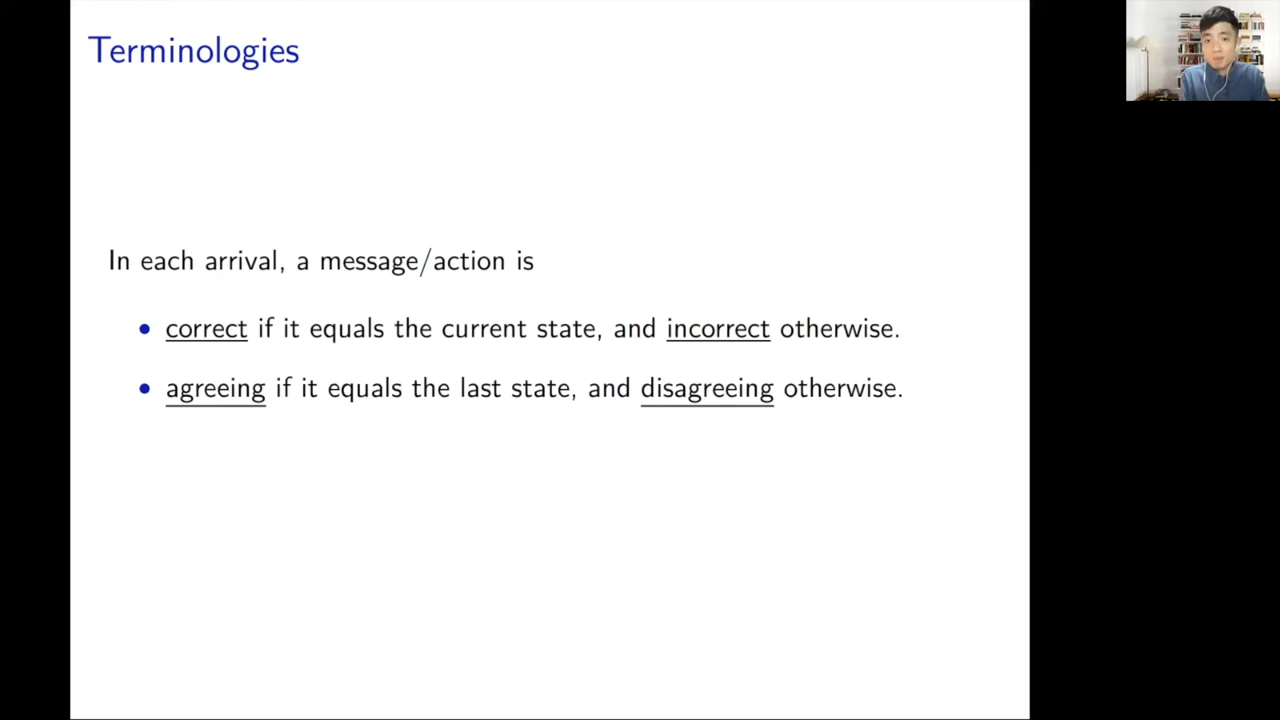 Terminologies
In each arrival, a message/action is
• correct if it equals the current state, and incorrect otherwise.
• agreeing if it equals the last state, and disagreeing otherwise.